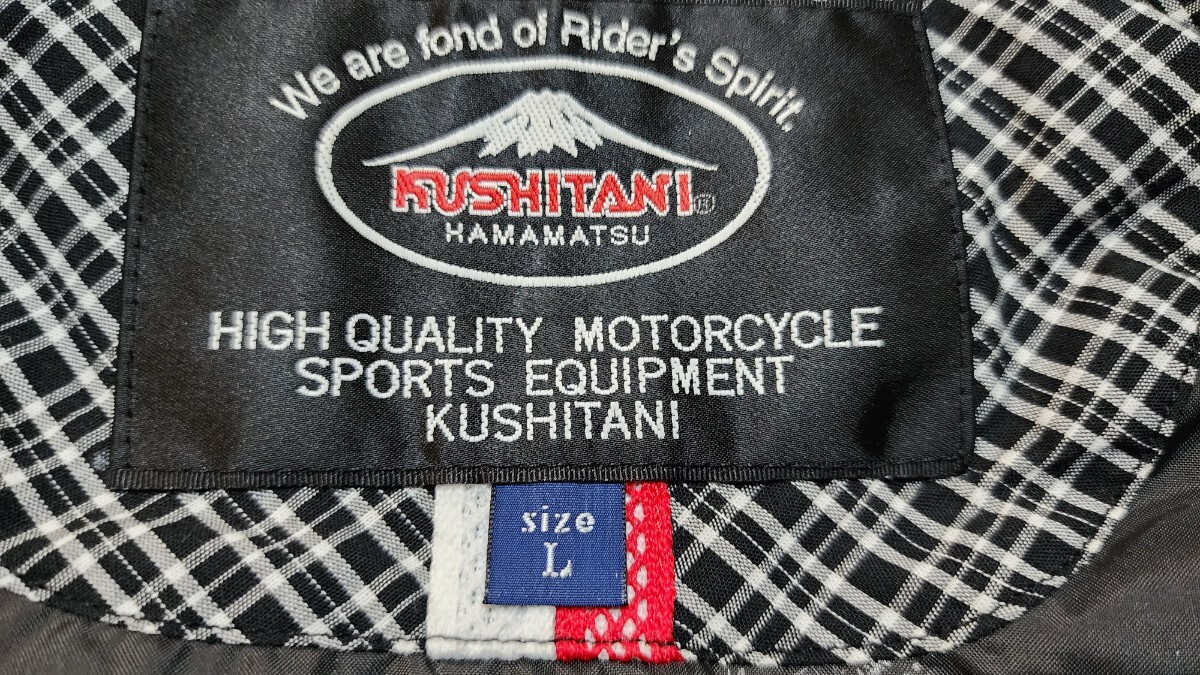 We are fond of Rider's Spirit.
KUSHITANI®
HAMAMATSU
HIGH QUALITY MOTORCYCLE
SPORTS EQUIPMENT
KUSHITANI
size
L